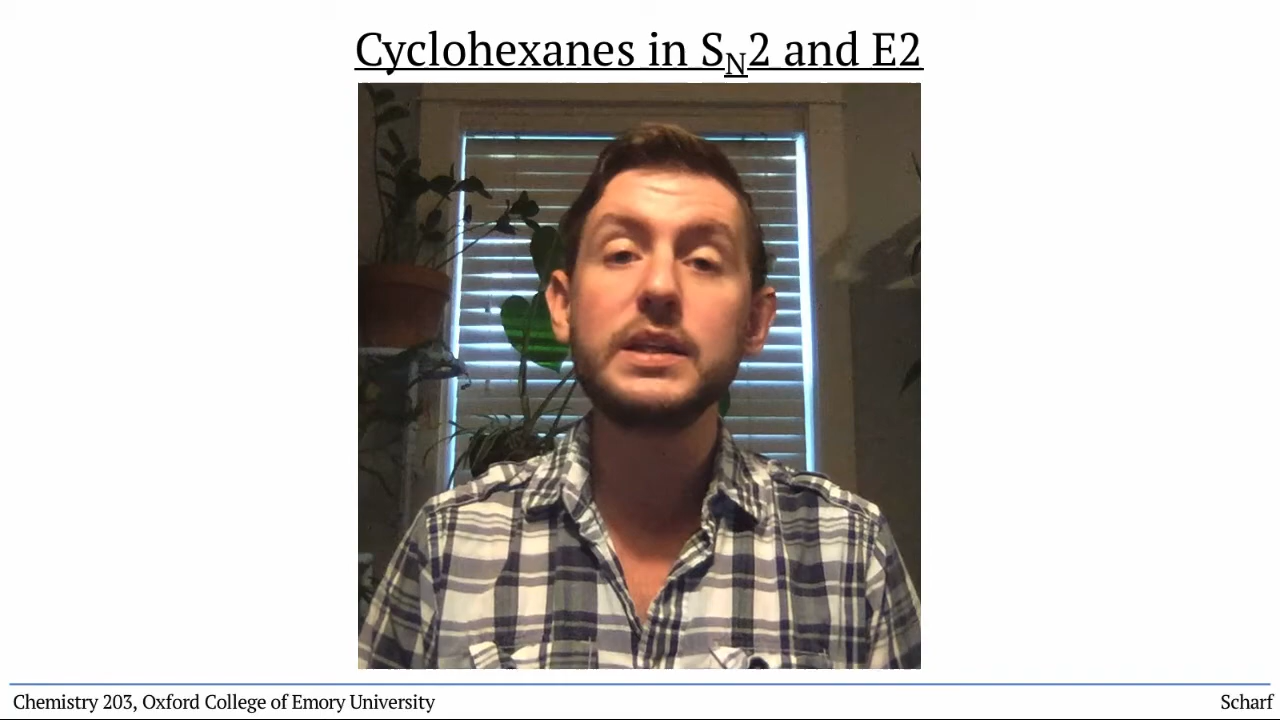 Cyclohexanes in SN2 and E2
Chemistry 203, Oxford College of Emory University
Scharf